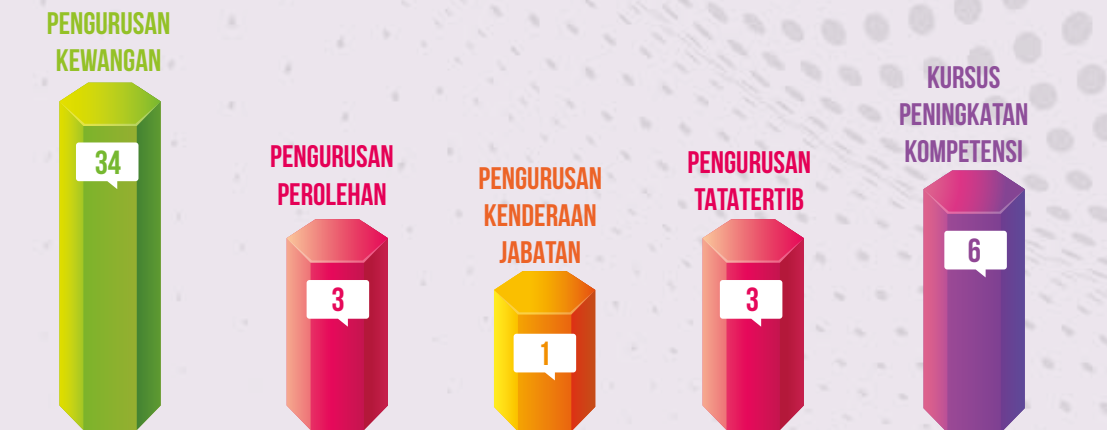 PENGURUSAN
KEWANGAN
34
PENGURUSAN
PEROLEHAN
3
PENGURUSAN
KENDERAAN
JABATAN
1
PENGURUSAN
TATATERTIB
3
KURSUS
PENINGKATAN
KOMPETENSI
6